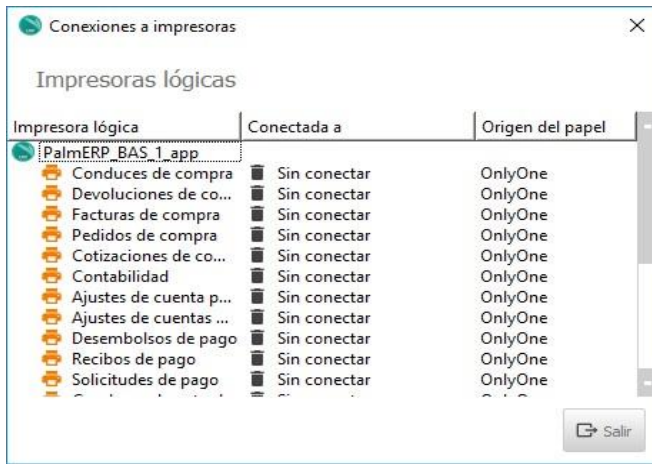 Conexiones a impresoras
Impresoras lógicas
Impresora lógica Conectada a Origen del papel
PalmERP_BAS_1_app
Conduces de compra Sin conectar OnlyOne
Devoluciones de co... Sin conectar OnlyOne
Facturas de compra Sin conectar OnlyOne
Pedidos de compra Sin conectar OnlyOne
Cotizaciones de co... Sin conectar OnlyOne
Contabilidad Sin conectar OnlyOne
Ajustes de cuenta p... Sin conectar OnlyOne
Ajustes de cuentas ... Sin conectar OnlyOne
Desembolsos de pago Sin conectar OnlyOne
Recibos de pago Sin conectar OnlyOne
Solicitudes de pago Sin conectar OnlyOne
Salir